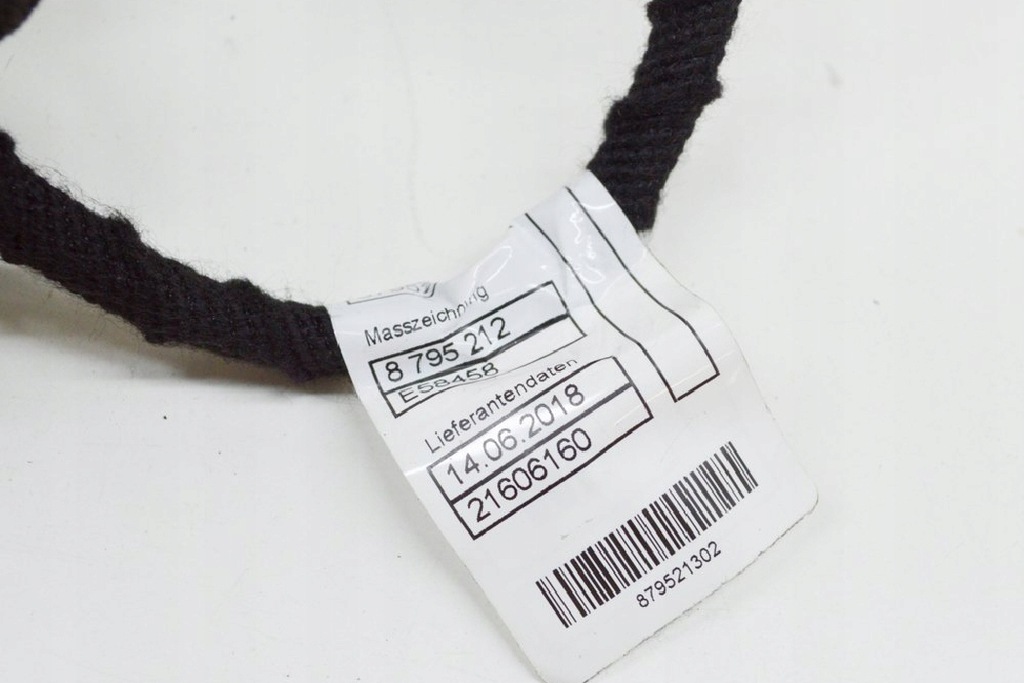 Masszeichnung
8 795 212
E58458
Lieferantendaten
14.06.2018
21606160
879521302